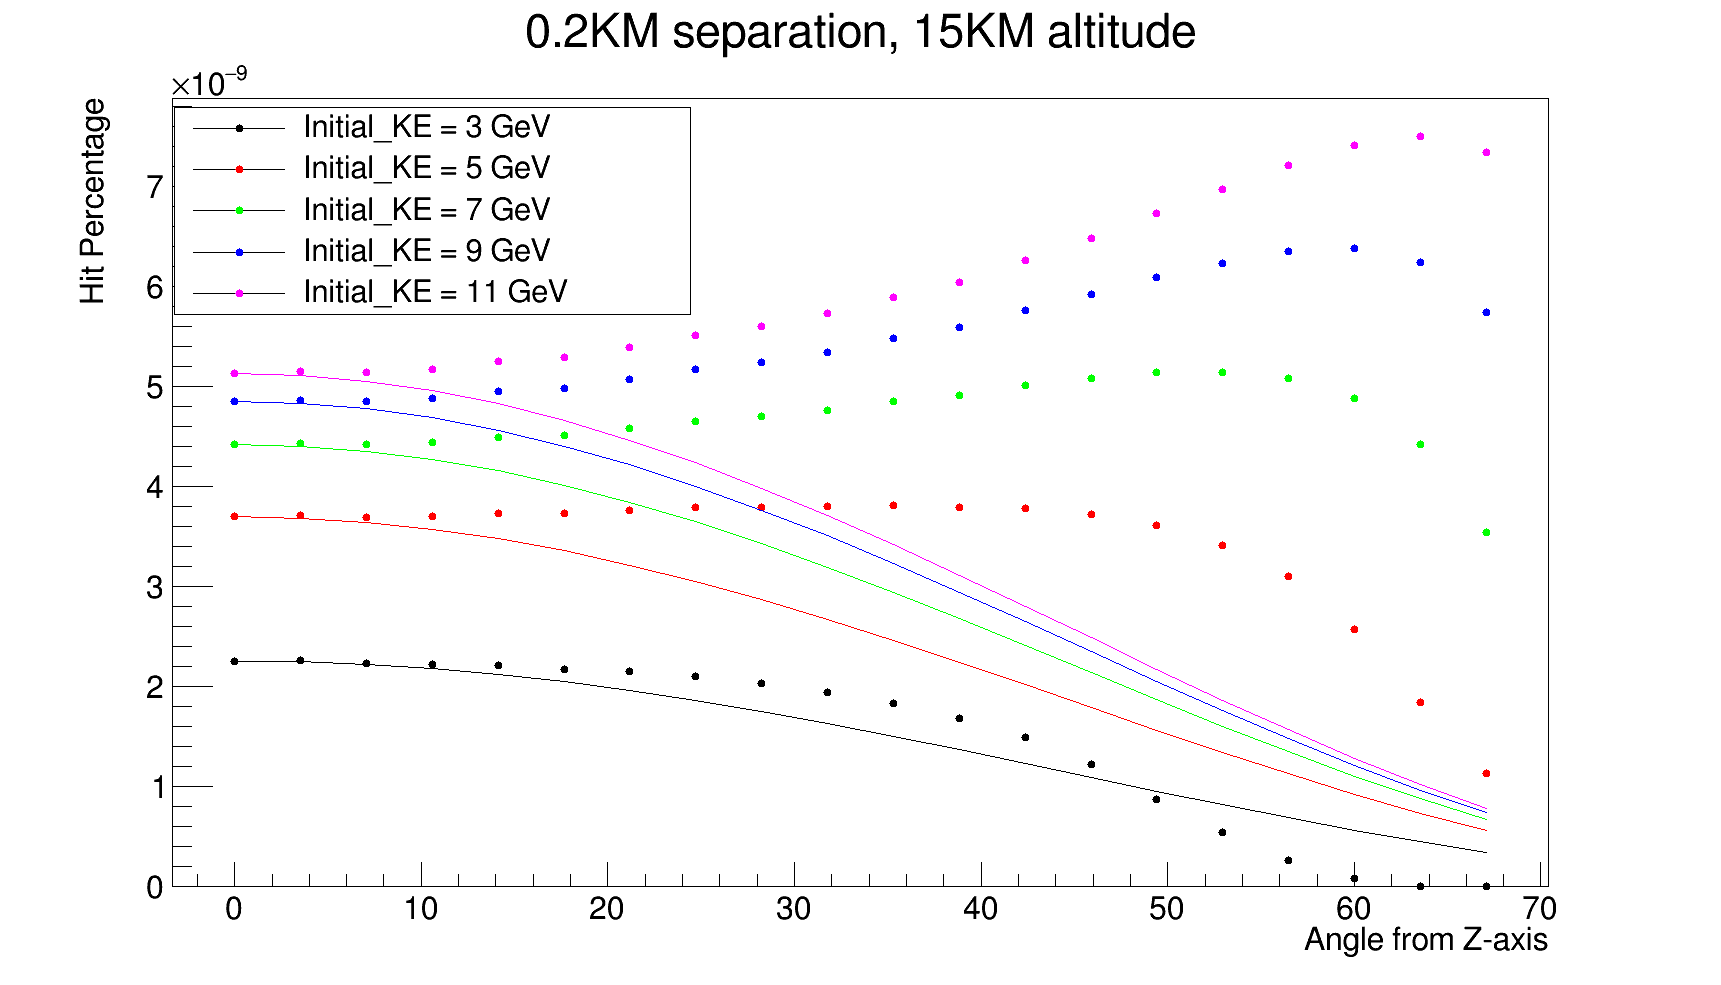 0.2KM separation, 15KM altitude
×10⁻⁹
Hit Percentage
Initial_KE = 3 GeV
Initial_KE = 5 GeV
Initial_KE = 7 GeV
Initial_KE = 9 GeV
Initial_KE = 11 GeV
7
6
5
4
3
2
1
0
0 10 20 30 40 50 60 70
Angle from Z-axis